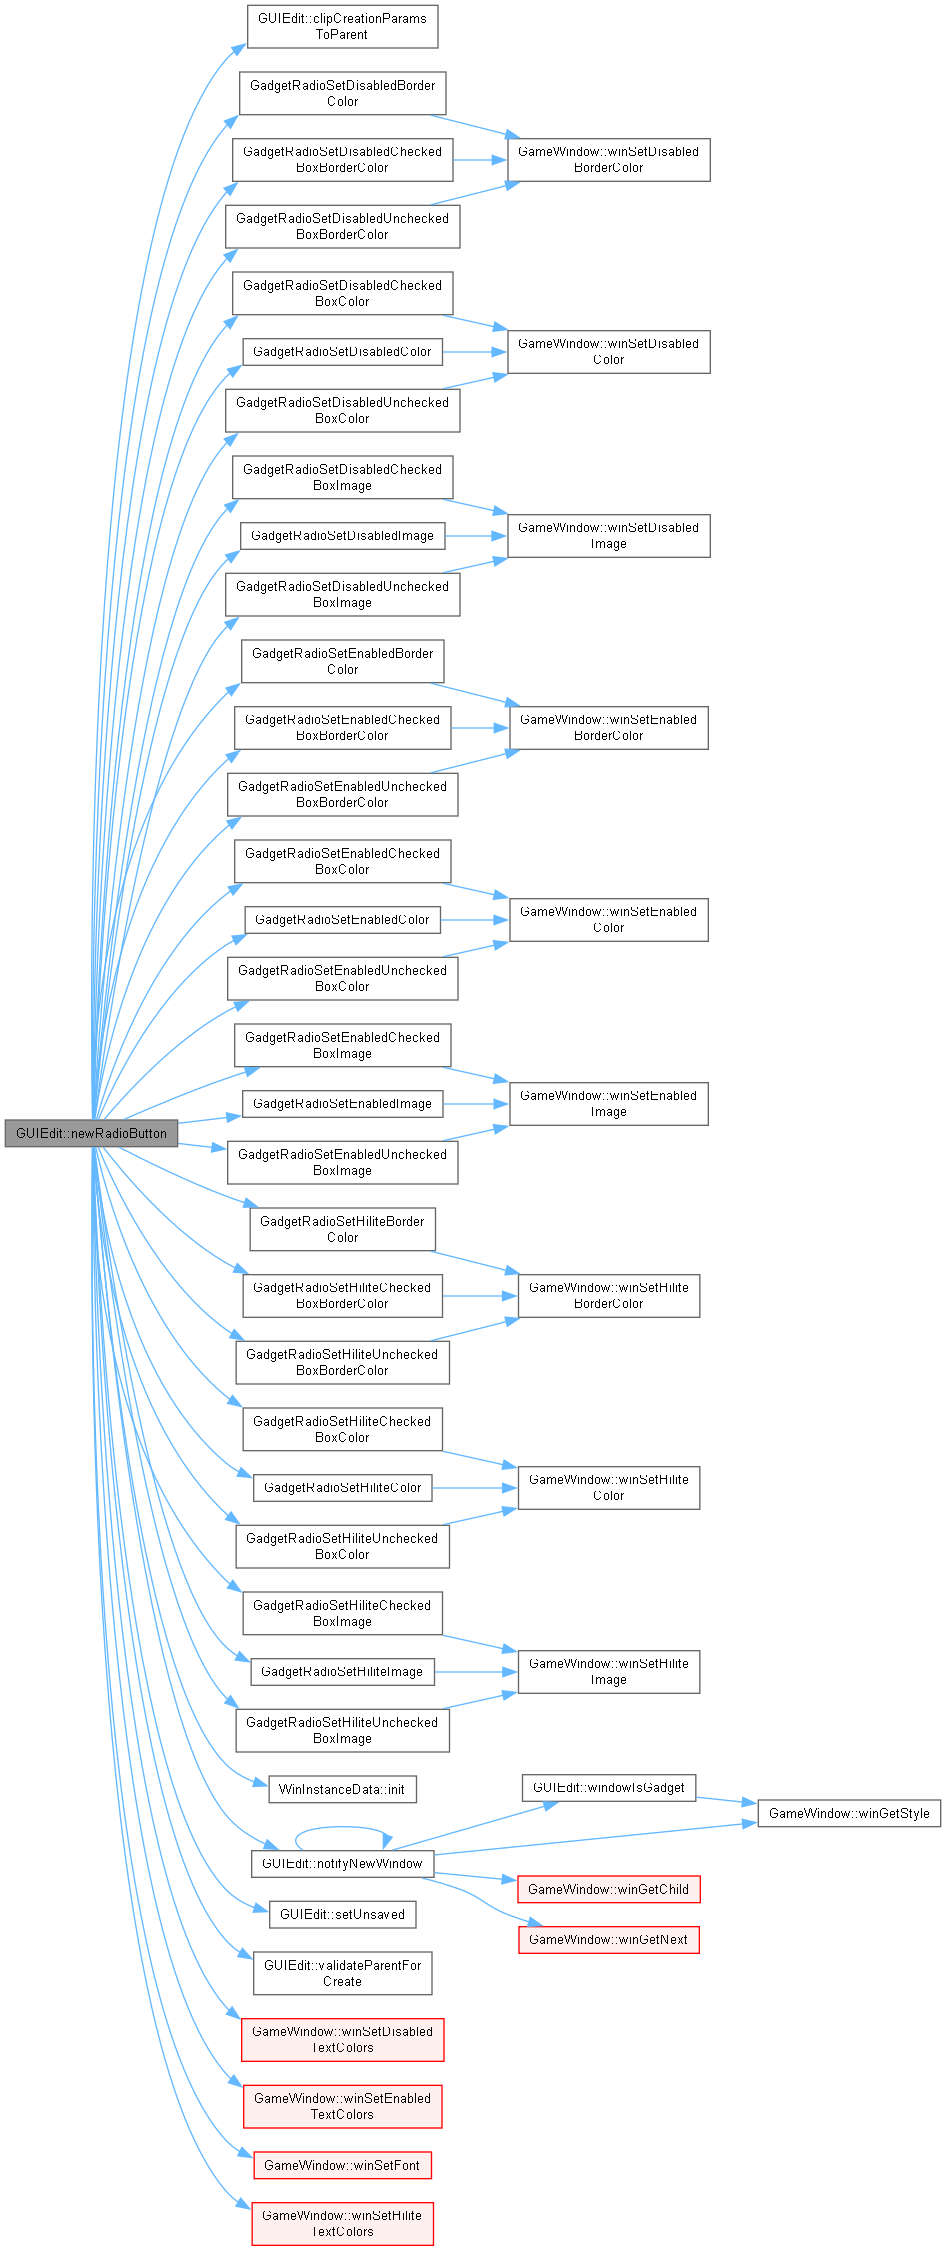 GUIEdit::clipCreationParams
ToParent
GadgetRadioSetDisabledBorder
Color
GadgetRadioSetDisabledChecked
BoxBorderColor
GameWindow::winSetDisabled
BorderColor
GadgetRadioSetDisabledUnchecked
BoxBorderColor
GadgetRadioSetDisabledChecked
BoxColor
GadgetRadioSetDisabledColor
GameWindow::winSetDisabled
Color
GadgetRadioSetDisabledUnchecked
BoxColor
GadgetRadioSetDisabledChecked
BoxImage
GadgetRadioSetDisabledImage
GameWindow::winSetDisabled
Image
GadgetRadioSetDisabledUnchecked
BoxImage
GadgetRadioSetEnabledBorder
Color
GadgetRadioSetEnabledChecked
BoxBorderColor
GameWindow::winSetEnabled
BorderColor
GadgetRadioSetEnabledUnchecked
BoxBorderColor
GadgetRadioSetEnabledChecked
BoxColor
GadgetRadioSetEnabledColor
GameWindow::winSetEnabled
Color
GadgetRadioSetEnabledUnchecked
BoxColor
GadgetRadioSetEnabledChecked
BoxImage
GadgetRadioSetEnabledImage
GameWindow::winSetEnabled
Image
GUIEdit::newRadioButton
GadgetRadioSetEnabledUnchecked
BoxImage
GadgetRadioSetHiliteBorder
Color
GadgetRadioSetHiliteChecked
BoxBorderColor
GameWindow::winSetHilite
BorderColor
GadgetRadioSetHiliteUnchecked
BoxBorderColor
GadgetRadioSetHiliteChecked
BoxColor
GadgetRadioSetHiliteColor
GameWindow::winSetHilite
Color
GadgetRadioSetHiliteUnchecked
BoxColor
GadgetRadioSetHiliteChecked
BoxImage
GadgetRadioSetHiliteImage
GameWindow::winSetHilite
Image
GadgetRadioSetHiliteUnchecked
BoxImage
WinInstanceData::init
GUIEdit::windowIsGadget
GameWindow::winGetStyle
GUIEdit::notifyNewWindow
GameWindow::winGetChild
GUIEdit::setUnsaved
GameWindow::winGetNext
GUIEdit::validateParentFor
Create
GameWindow::winSetDisabled
TextColors
GameWindow::winSetEnabled
TextColors
GameWindow::winSetFont
GameWindow::winSetHilite
TextColors